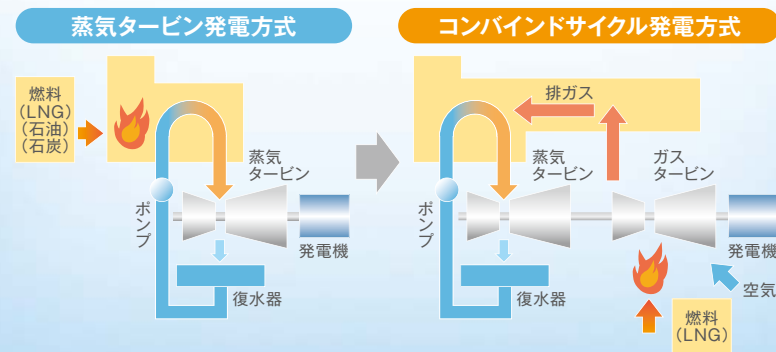 蒸気タービン発電方式
燃料
(LNG)
(石油)
(石炭)
蒸気
タービン
ポンプ
発電機
復水器
コンバインドサイクル発電方式
排ガス
蒸気
タービン
ガス
タービン
ポンプ
発電機
復水器
空気
燃料
(LNG)